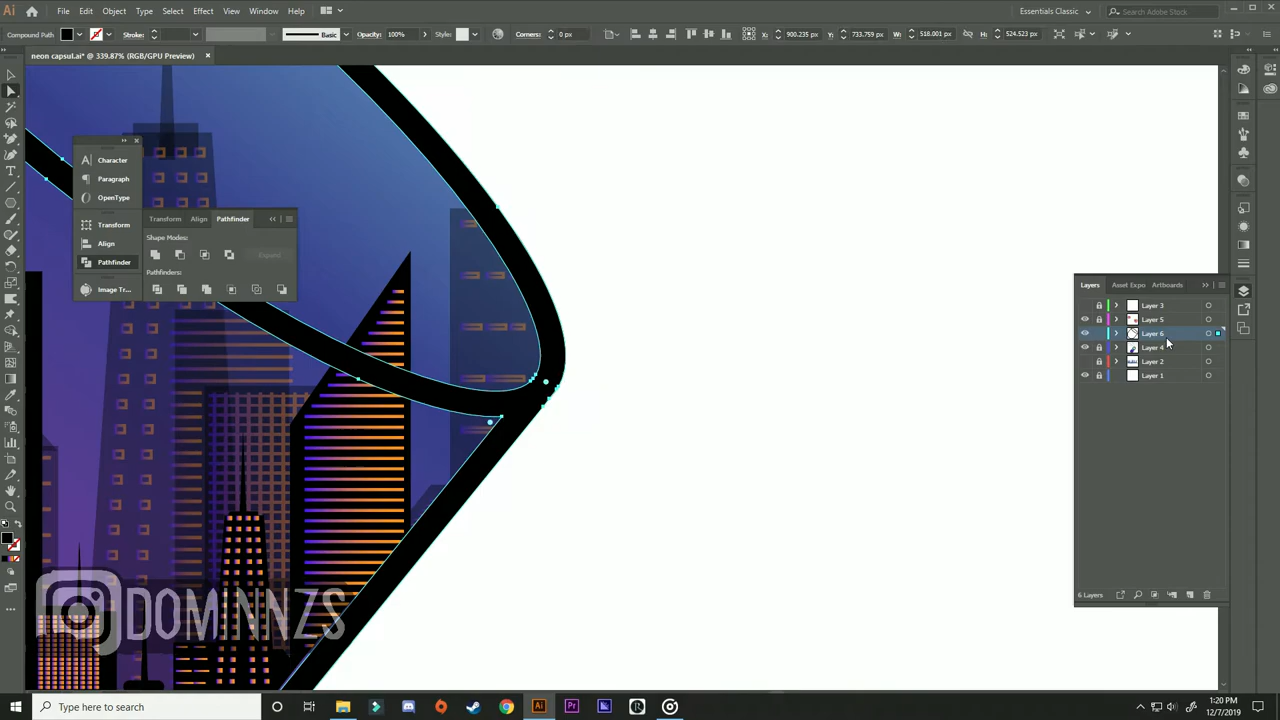 Ai File Edit Object Type Select Effect View Window Help Essentials Classic Search Adobe Stock
Compound Path Stroke: Basic Opacity: 100% Style: Corners: 0 px X: 900.235 px Y: 733.759 px W: 518.001 px H: 524.523 px
neon capsul.ai* @ 339.87% (RGB/GPU Preview)
Character
Paragraph
OpenType
Transform
Align
Pathfinder
Image Tr...
Transform Align Pathfinder
Shape Modes:
Expand
Pathfinders:
Layers Asset Expo Artboards
Layer 3
Layer 5
Layer 6
Layer 4
Layer 2
Layer 1
6 Layers
DOMINNZS
Type here to search
1:20 PM
12/7/2019